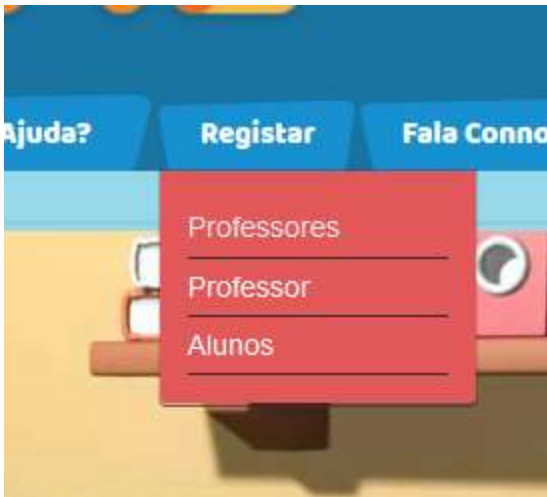 Ajuda?
Registar
Fala Conno
Professores
Professor
Alunos